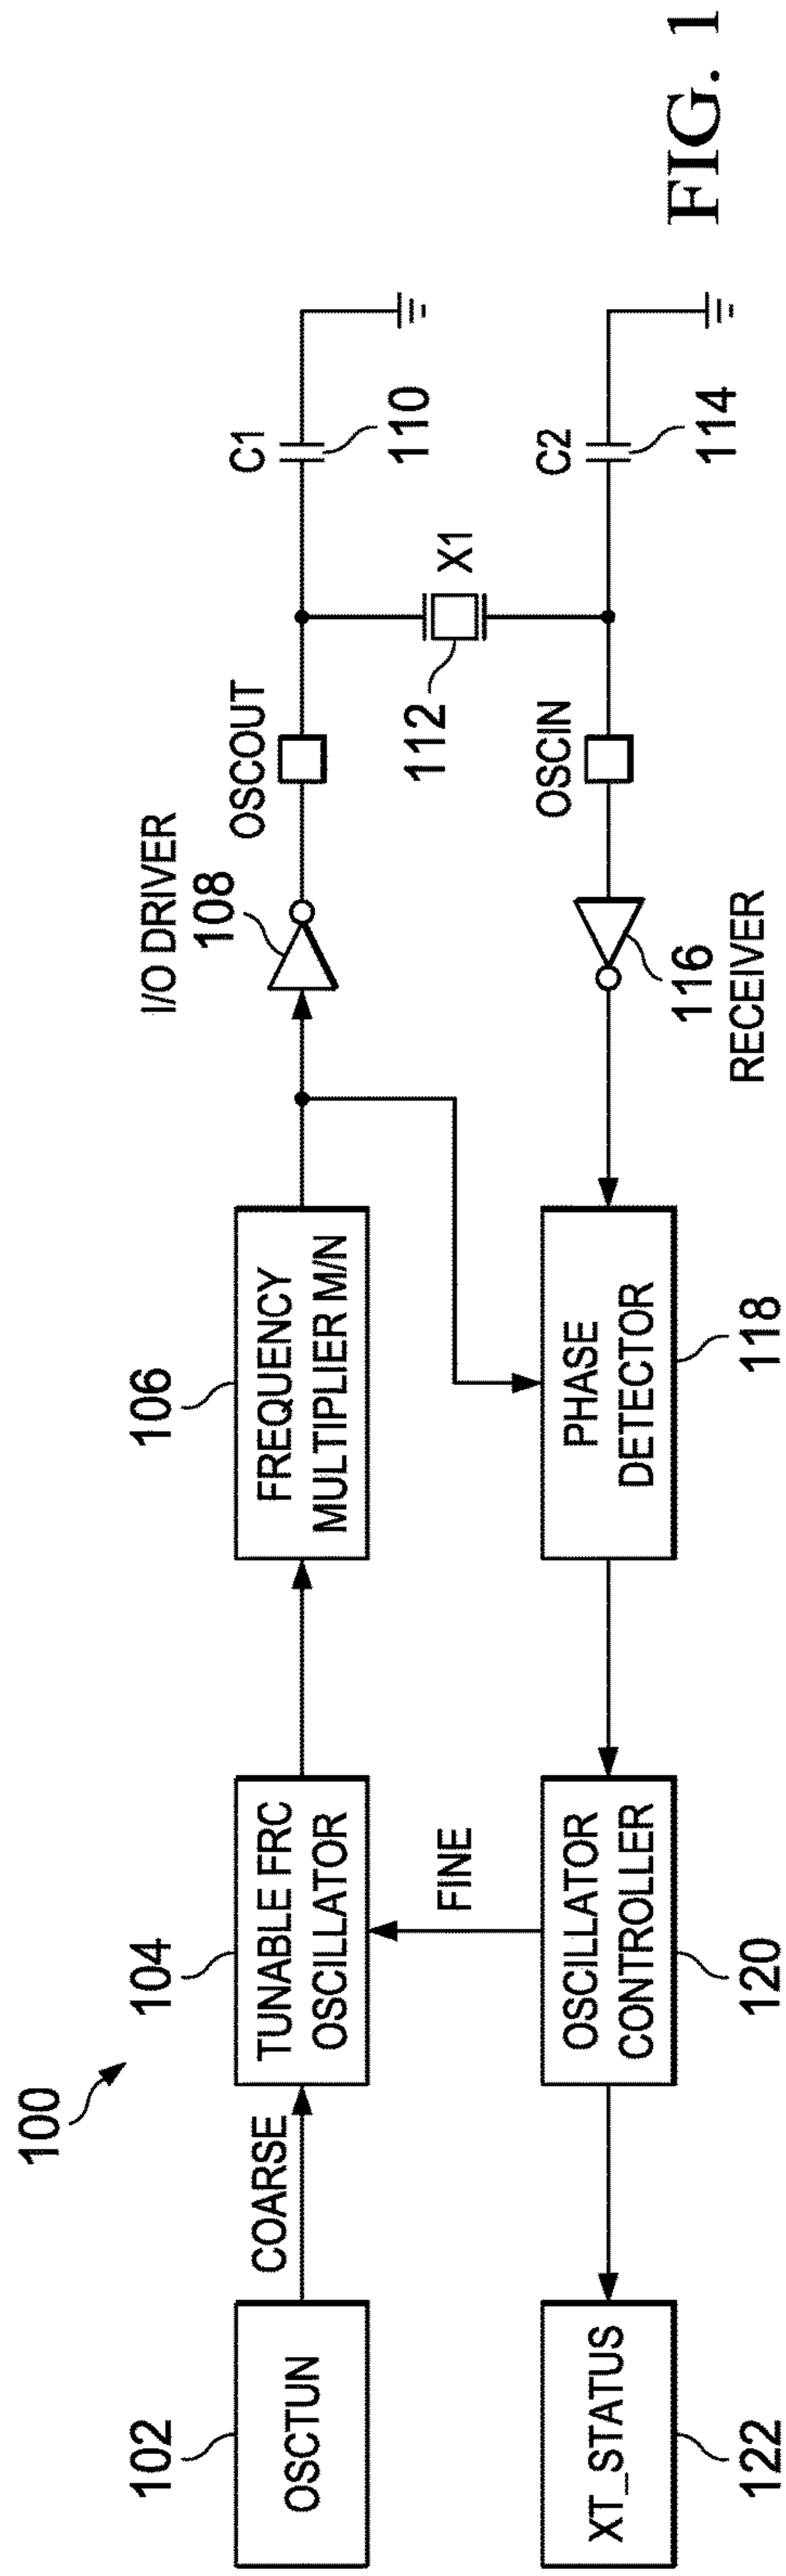 100
102
OSCTUN
COARSE
104
TUNABLE FRC
OSCILLATOR
106
FREQUENCY
MULTIPLIER M/N
I/O DRIVER
108
OSCOUT
C1
110
112
X1
FINE
XT_STATUS
122
OSCILLATOR
CONTROLLER
120
PHASE
DETECTOR
118
116
RECEIVER
OSCIN
C2
114
FIG. 1